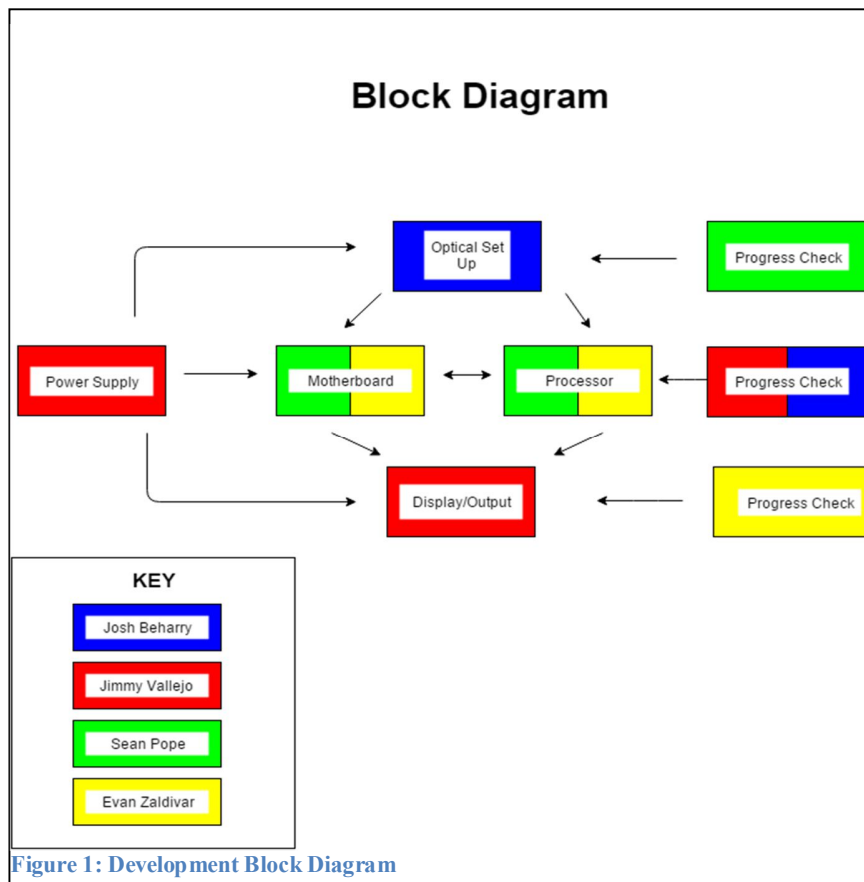 Block Diagram
Optical Set
Up
Progress Check
Power Supply
Motherboard
Processor
Progress Check
Display/Output
Progress Check
KEY
Josh Beharry
Jimmy Vallejo
Sean Pope
Evan Zaldivar
Figure 1: Development Block Diagram